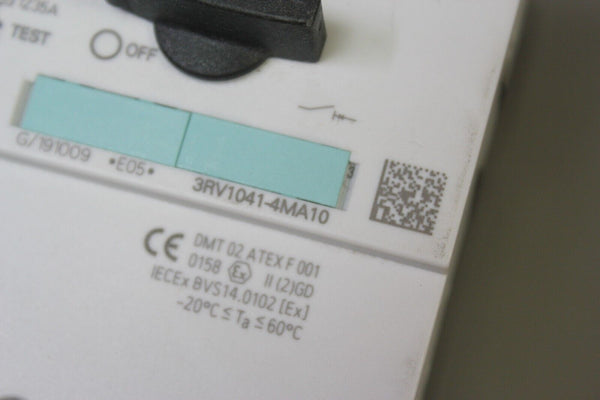 TEST
OFF
G/191009 •E05• 3RV1041-4MA10
CE DMT 02 ATEX F 001
0158 Ex II (2)GD
IECEx BVS14.0102 [Ex]
-20°C ≤ Ta ≤ 60°C